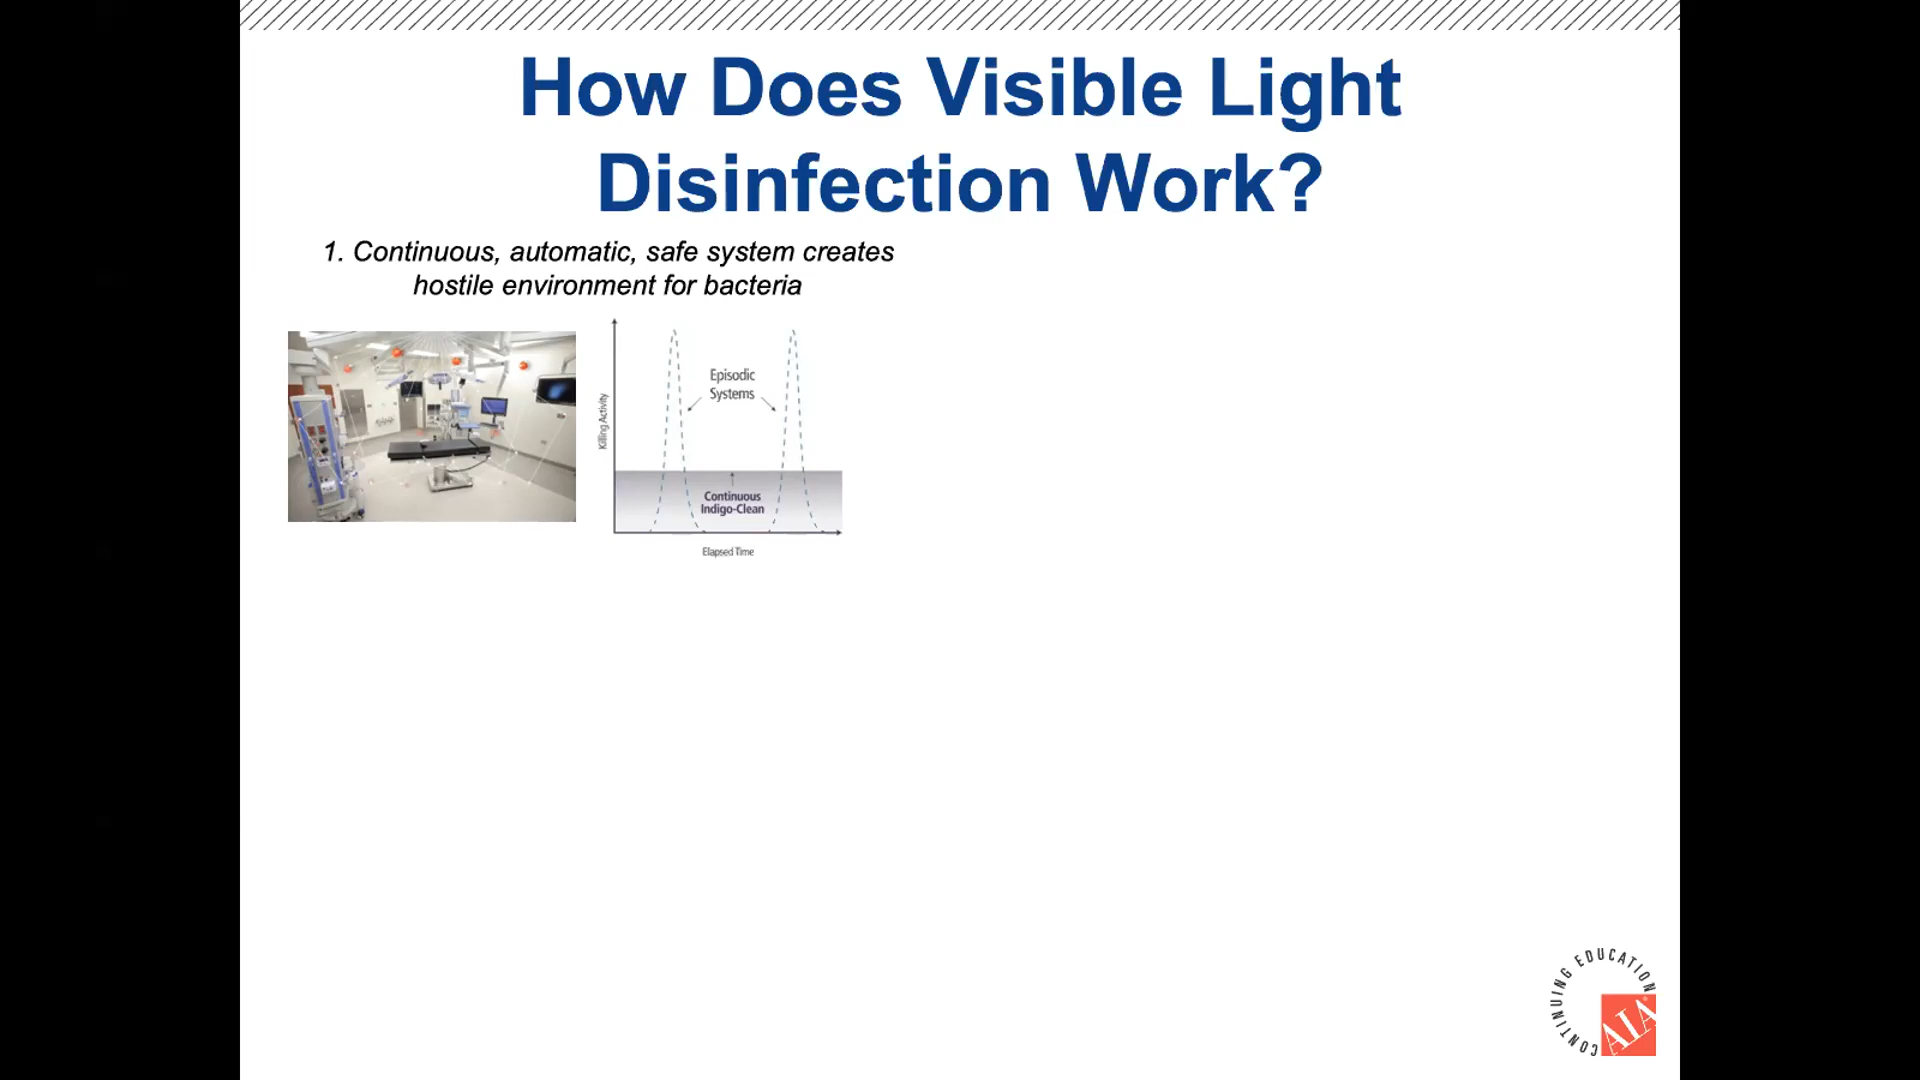 How Does Visible Light
Disinfection Work?
1. Continuous, automatic, safe system creates
hostile environment for bacteria
Killing Activity
Episodic
Systems
Continuous
Indigo-Clean
Elapsed Time
CONTINUING EDUCATION
AIA